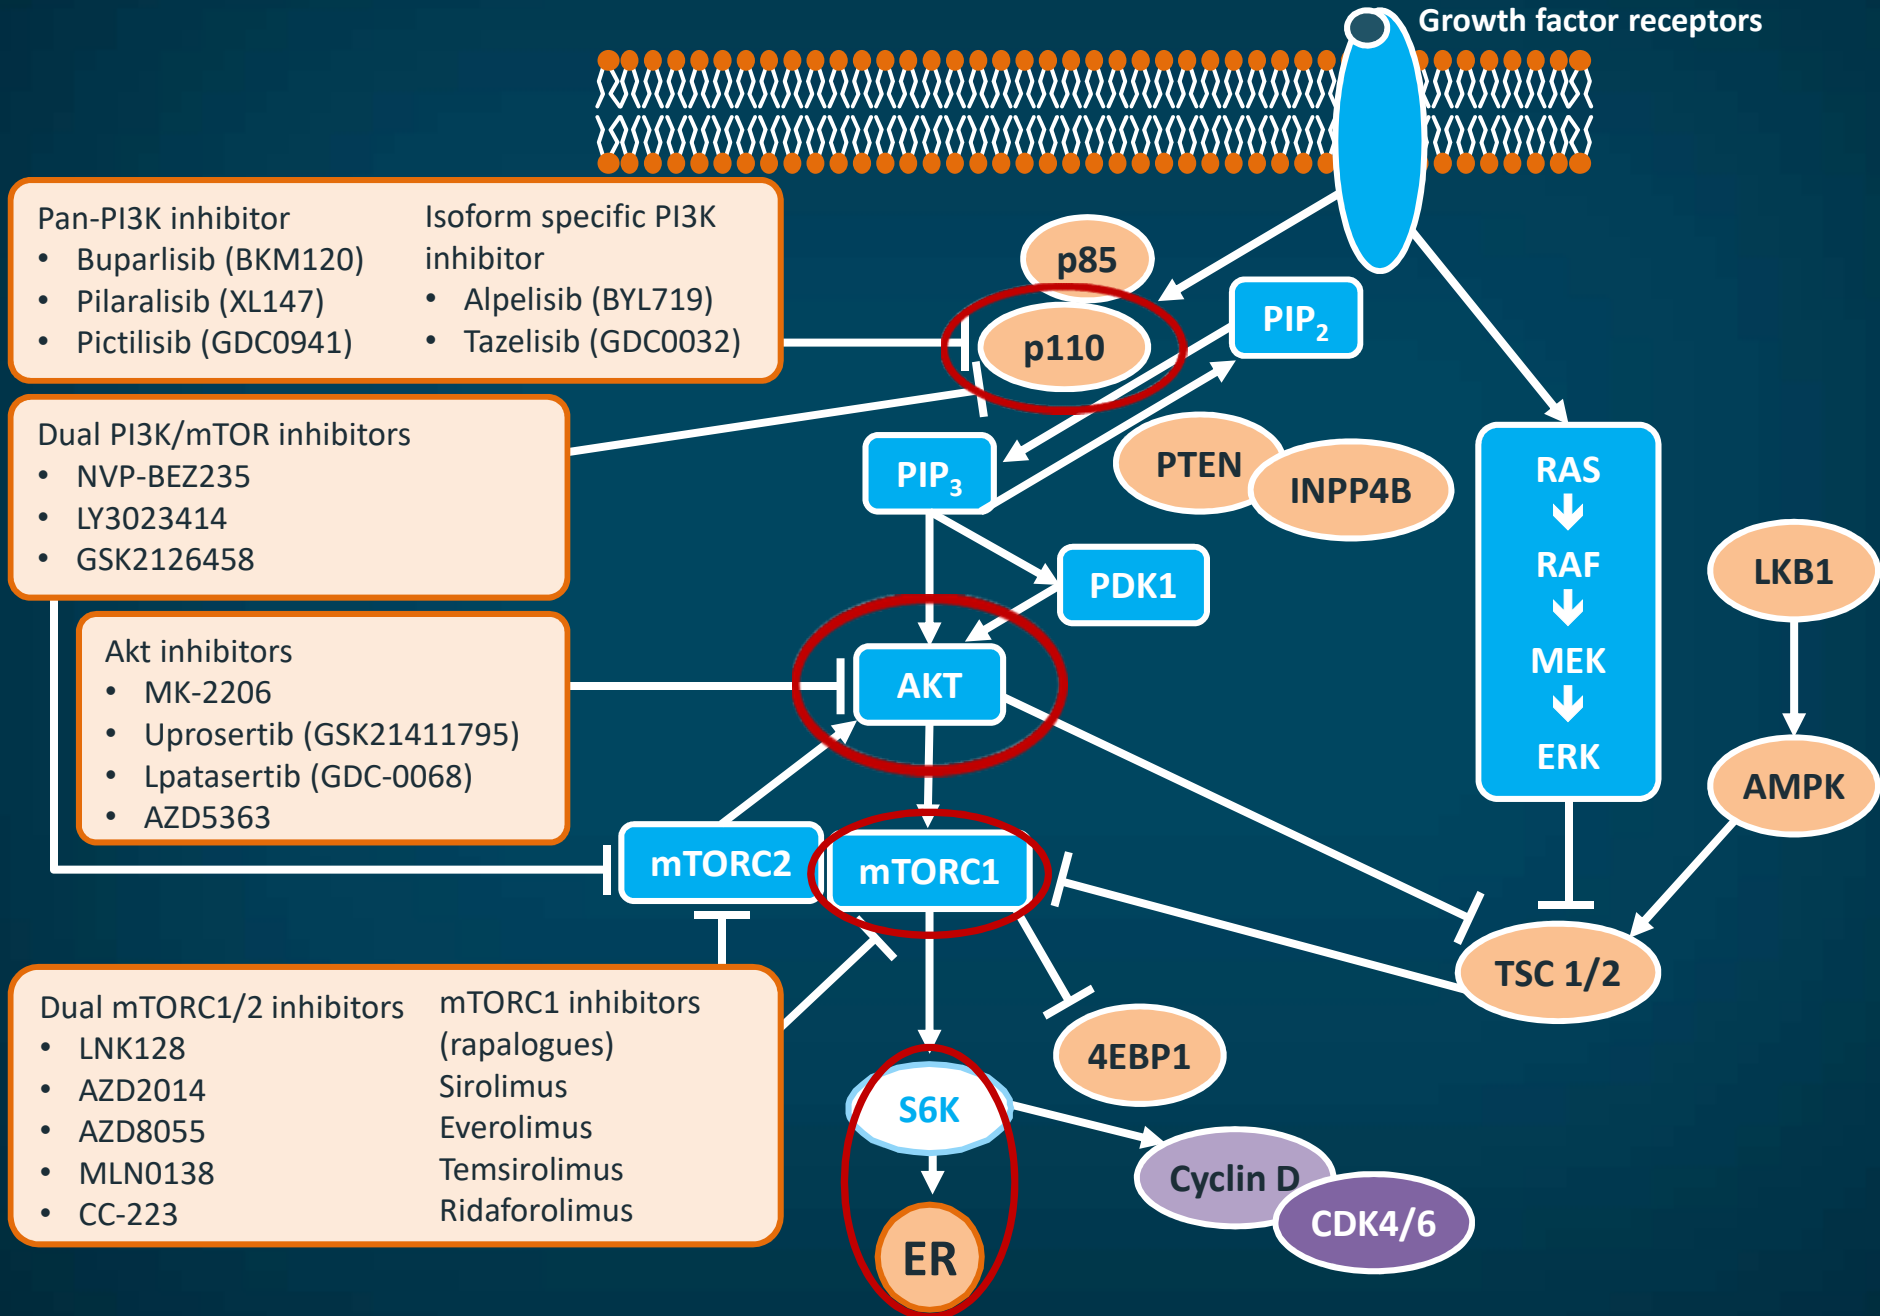 Growth factor receptors
Pan-PI3K inhibitor
• Buparlisib (BKM120)
• Pilaralisib (XL147)
• Pictilisib (GDC0941)
Isoform specific PI3K
inhibitor
• Alpelisib (BYL719)
• Tazelisib (GDC0032)
p85
p110
PIP2
Dual PI3K/mTOR inhibitors
• NVP-BEZ235
• LY3023414
• GSK2126458
PIP3
PTEN
INPP4B
RAS
RAF
MEK
ERK
LKB1
PDK1
Akt inhibitors
• MK-2206
• Uprosertib (GSK21411795)
• Lpatasertib (GDC-0068)
• AZD5363
AKT
AMPK
mTORC2
mTORC1
TSC 1/2
Dual mTORC1/2 inhibitors
• LNK128
• AZD2014
• AZD8055
• MLN0138
• CC-223
mTORC1 inhibitors
(rapalogues)
Sirolimus
Everolimus
Temsirolimus
Ridaforolimus
4EBP1
S6K
Cyclin D
CDK4/6
ER